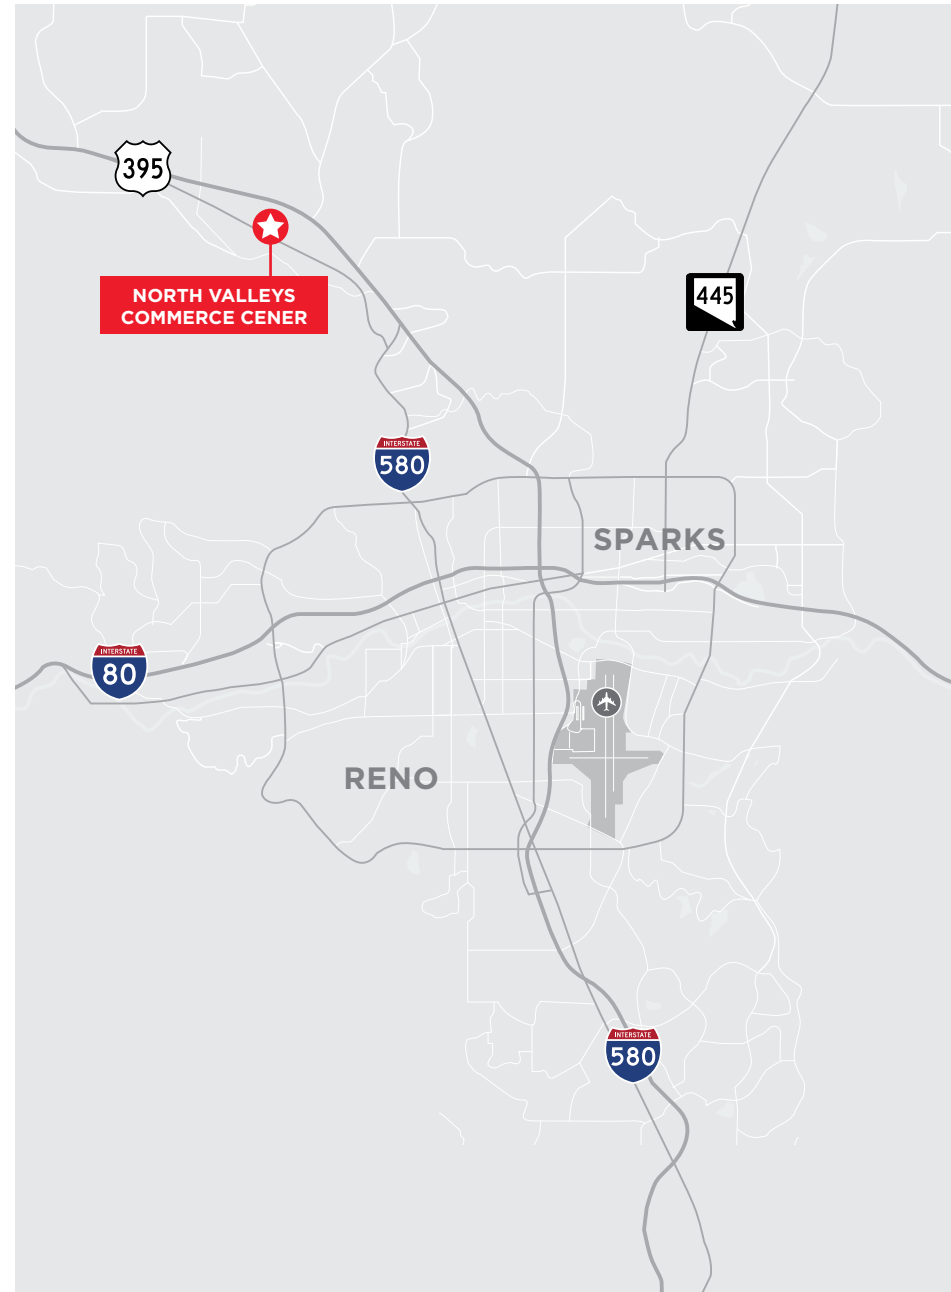 395
NORTH VALLEYS
COMMERCE CENER
445
INTERSTATE
580
SPARKS
INTERSTATE
80
RENO
INTERSTATE
580